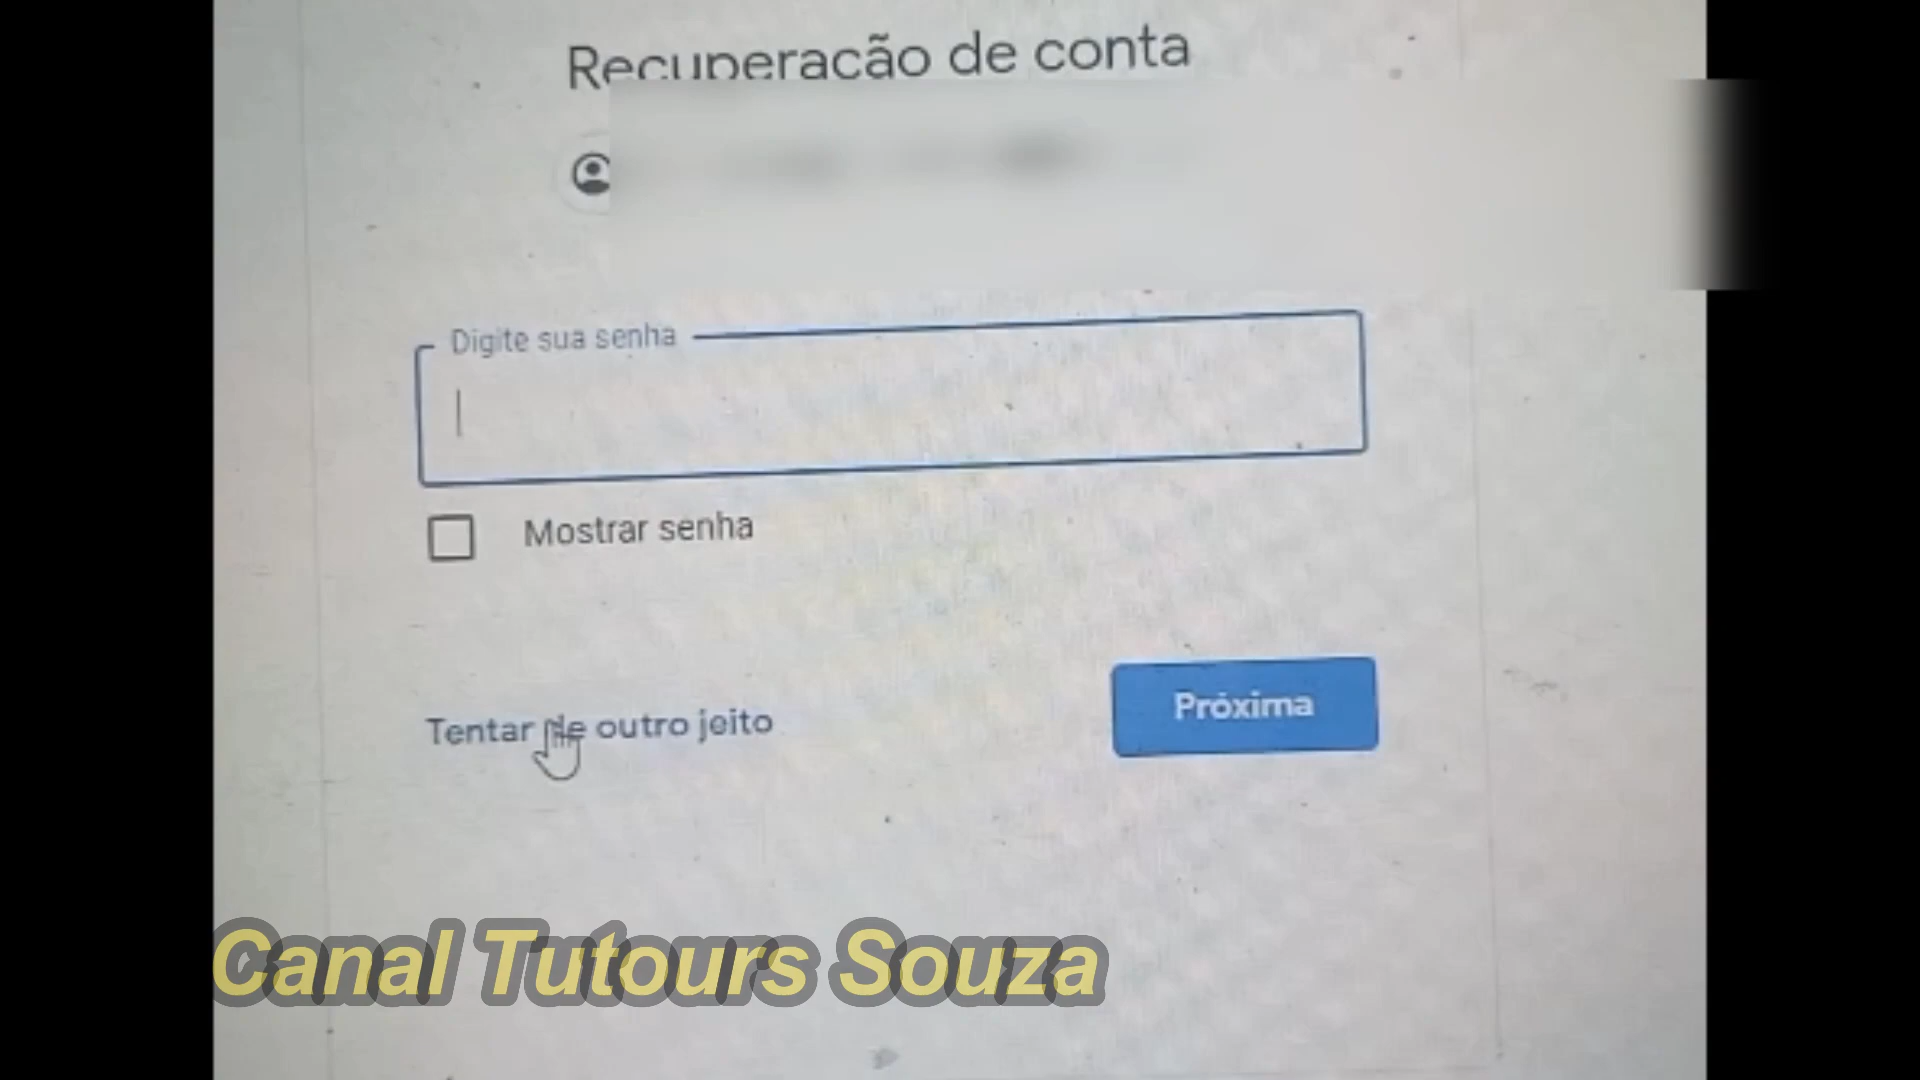 Recuperação de conta
Digite sua senha
Mostrar senha
Tentar de outro jeito
Próxima
Canal Tutours Souza